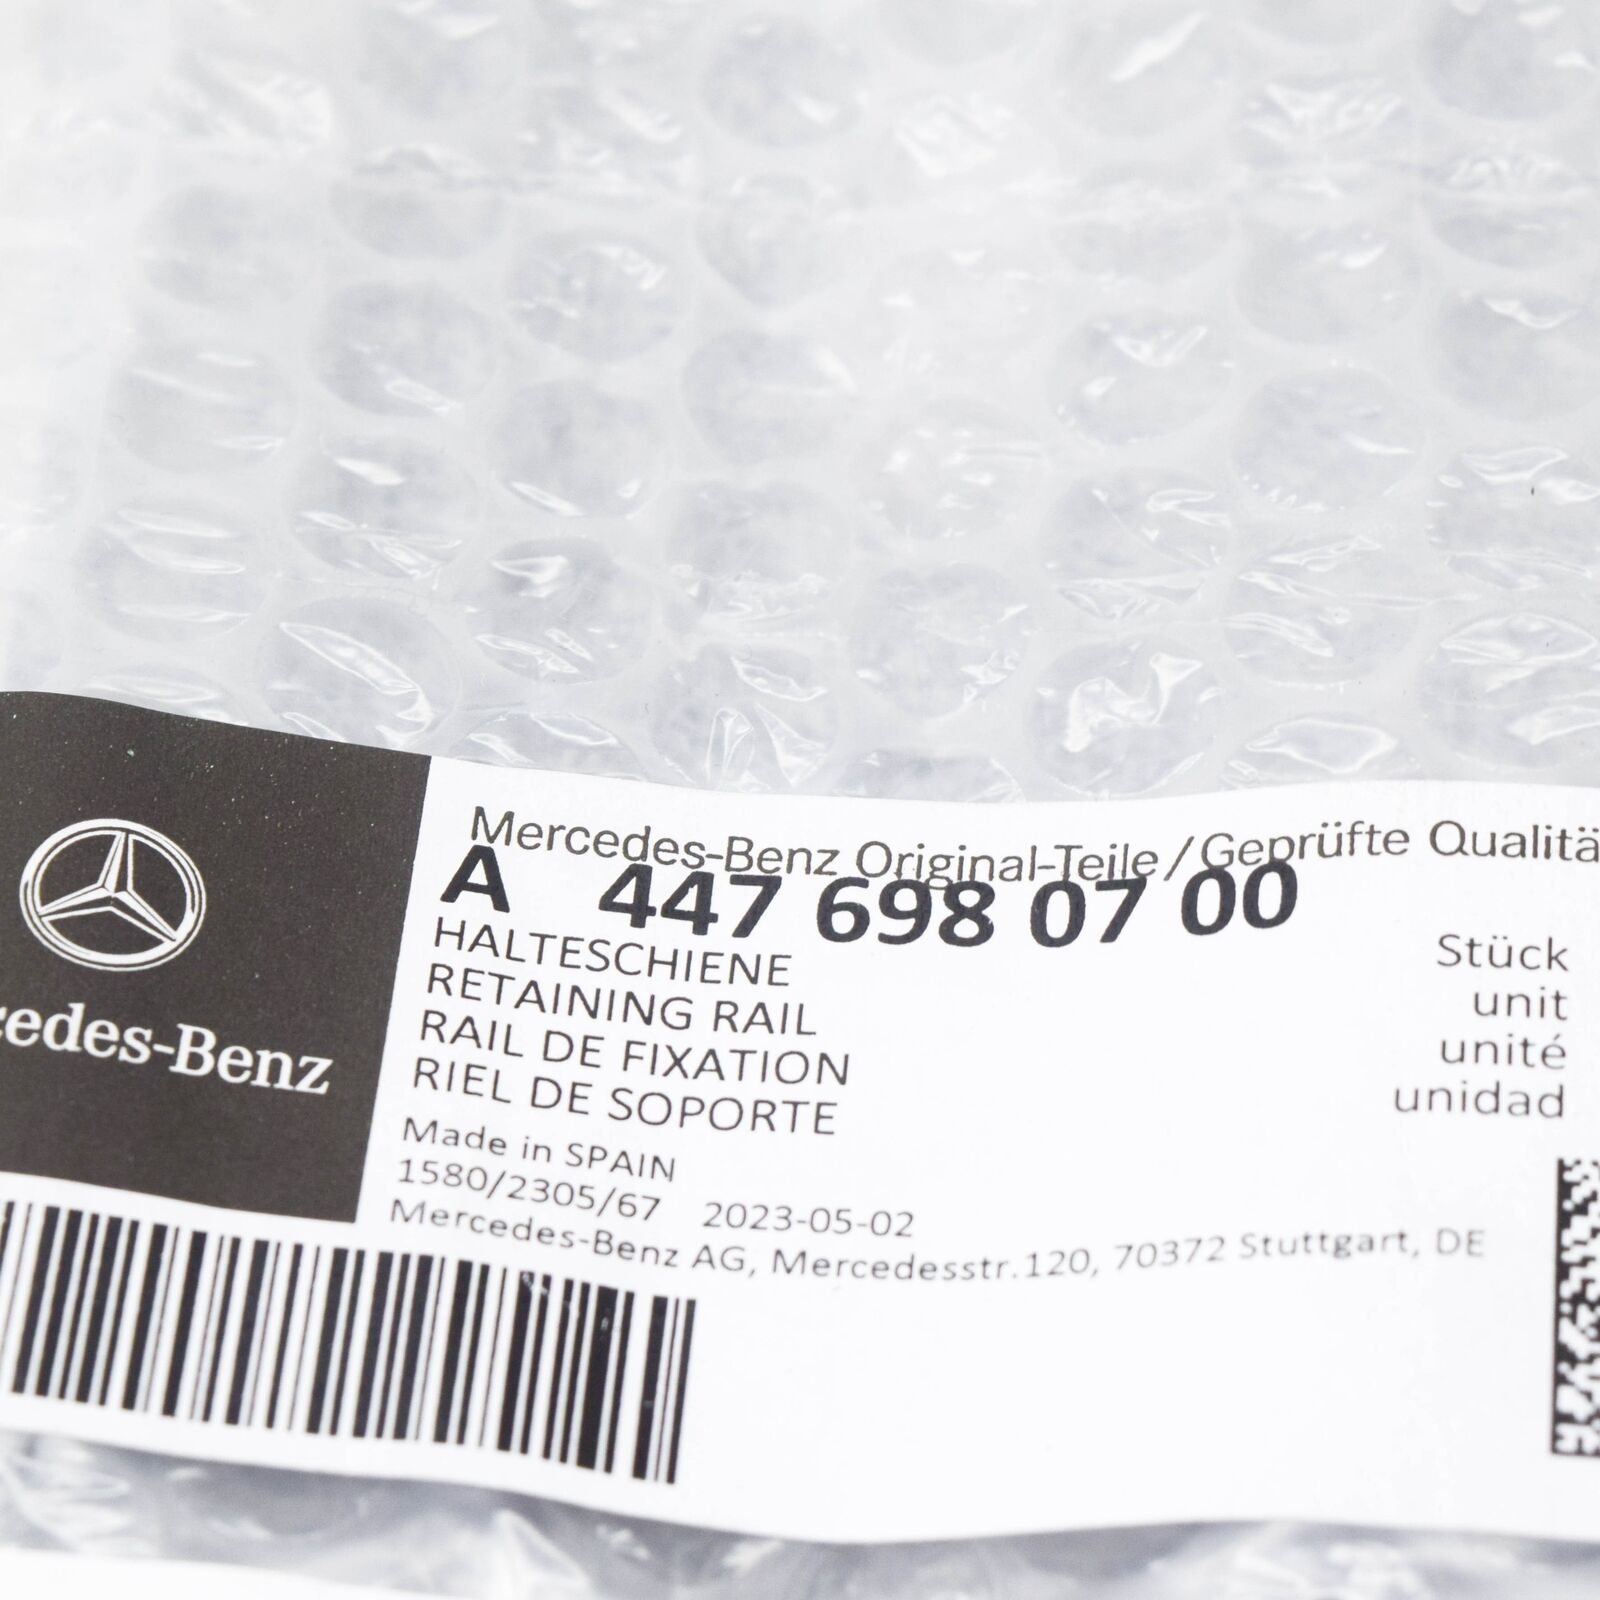 Mercedes-Benz Original-Teile/Geprüfte Qualitä
A 447 698 07 00
HALTESCHIENE
RETAINING RAIL
RAIL DE FIXATION
RIEL DE SOPORTE
Stück
unit
unité
unidad
Made in SPAIN
1580/2305/67 2023-05-02
Mercedes-Benz AG, Mercedesstr.120, 70372 Stuttgart, DE
cedes-Benz